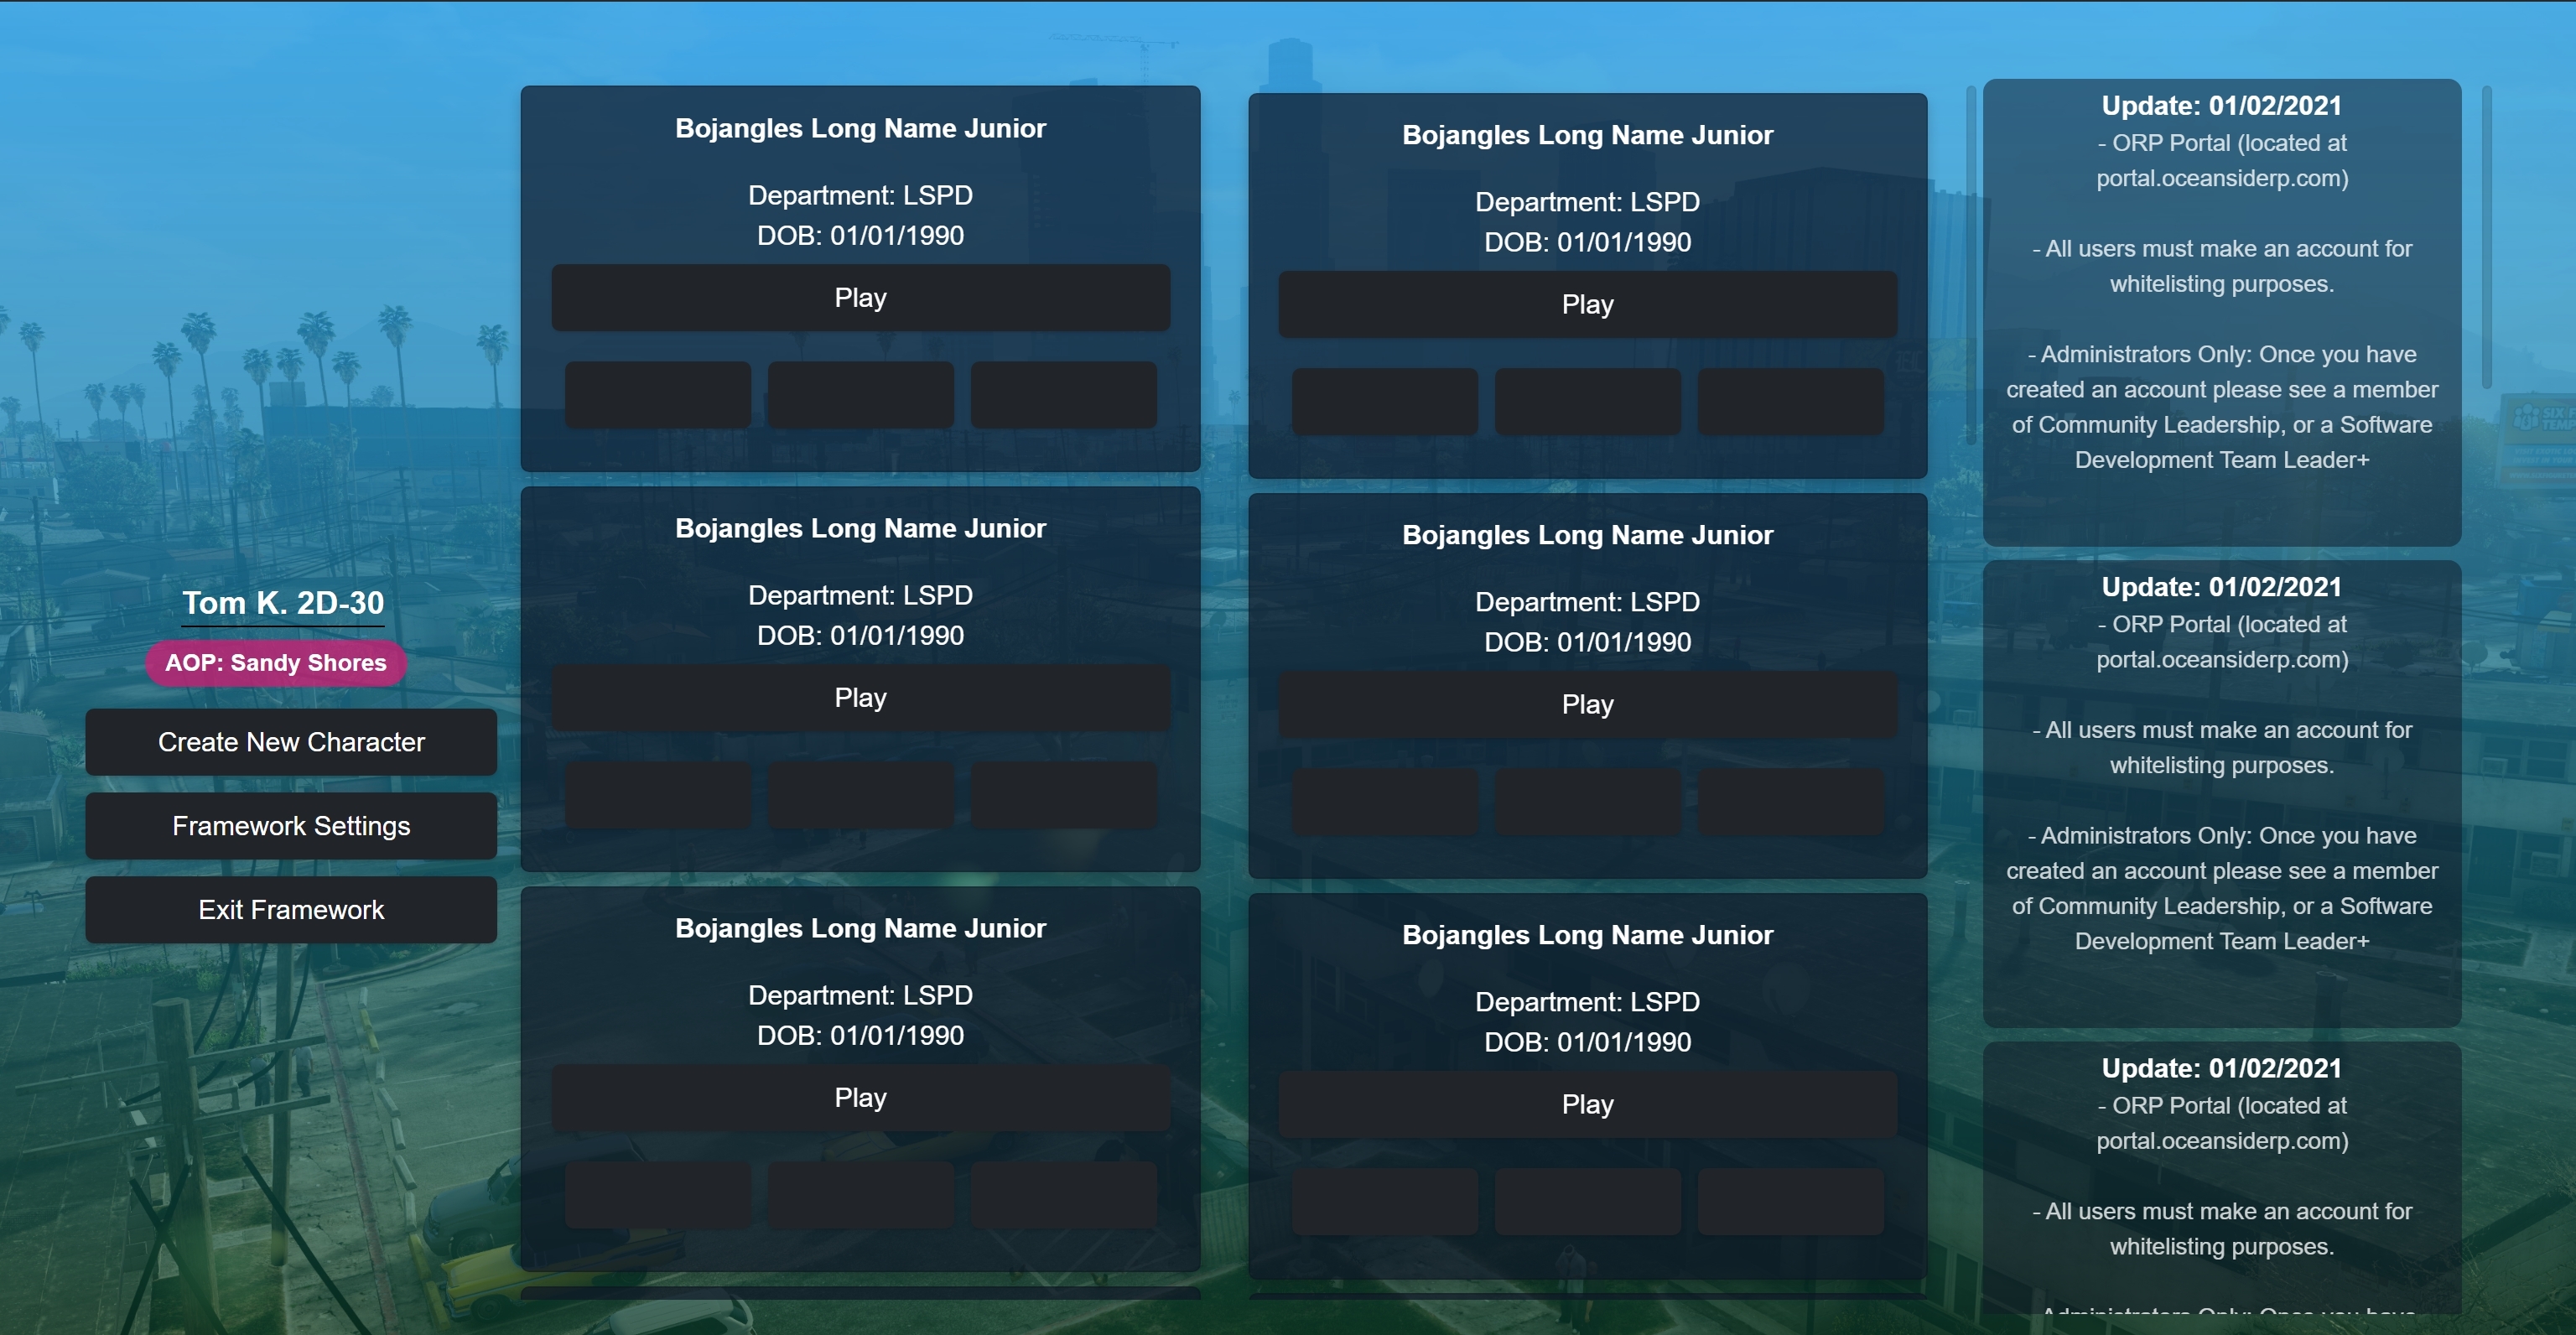 Tom K. 2D-30
AOP: Sandy Shores
Create New Character
Framework Settings
Exit Framework
Bojangles Long Name Junior
Department: LSPD
DOB: 01/01/1990
Play
Bojangles Long Name Junior
Department: LSPD
DOB: 01/01/1990
Play
Bojangles Long Name Junior
Department: LSPD
DOB: 01/01/1990
Play
Bojangles Long Name Junior
Department: LSPD
DOB: 01/01/1990
Play
Bojangles Long Name Junior
Department: LSPD
DOB: 01/01/1990
Play
Bojangles Long Name Junior
Department: LSPD
DOB: 01/01/1990
Play
Update: 01/02/2021
- ORP Portal (located at
portal.oceansiderp.com)
- All users must make an account for
whitelisting purposes.
- Administrators Only: Once you have
created an account please see a member
of Community Leadership, or a Software
Development Team Leader+
Update: 01/02/2021
- ORP Portal (located at
portal.oceansiderp.com)
- All users must make an account for
whitelisting purposes.
- Administrators Only: Once you have
created an account please see a member
of Community Leadership, or a Software
Development Team Leader+
Update: 01/02/2021
- ORP Portal (located at
portal.oceansiderp.com)
- All users must make an account for
whitelisting purposes.
- Administrators Only: Once you have